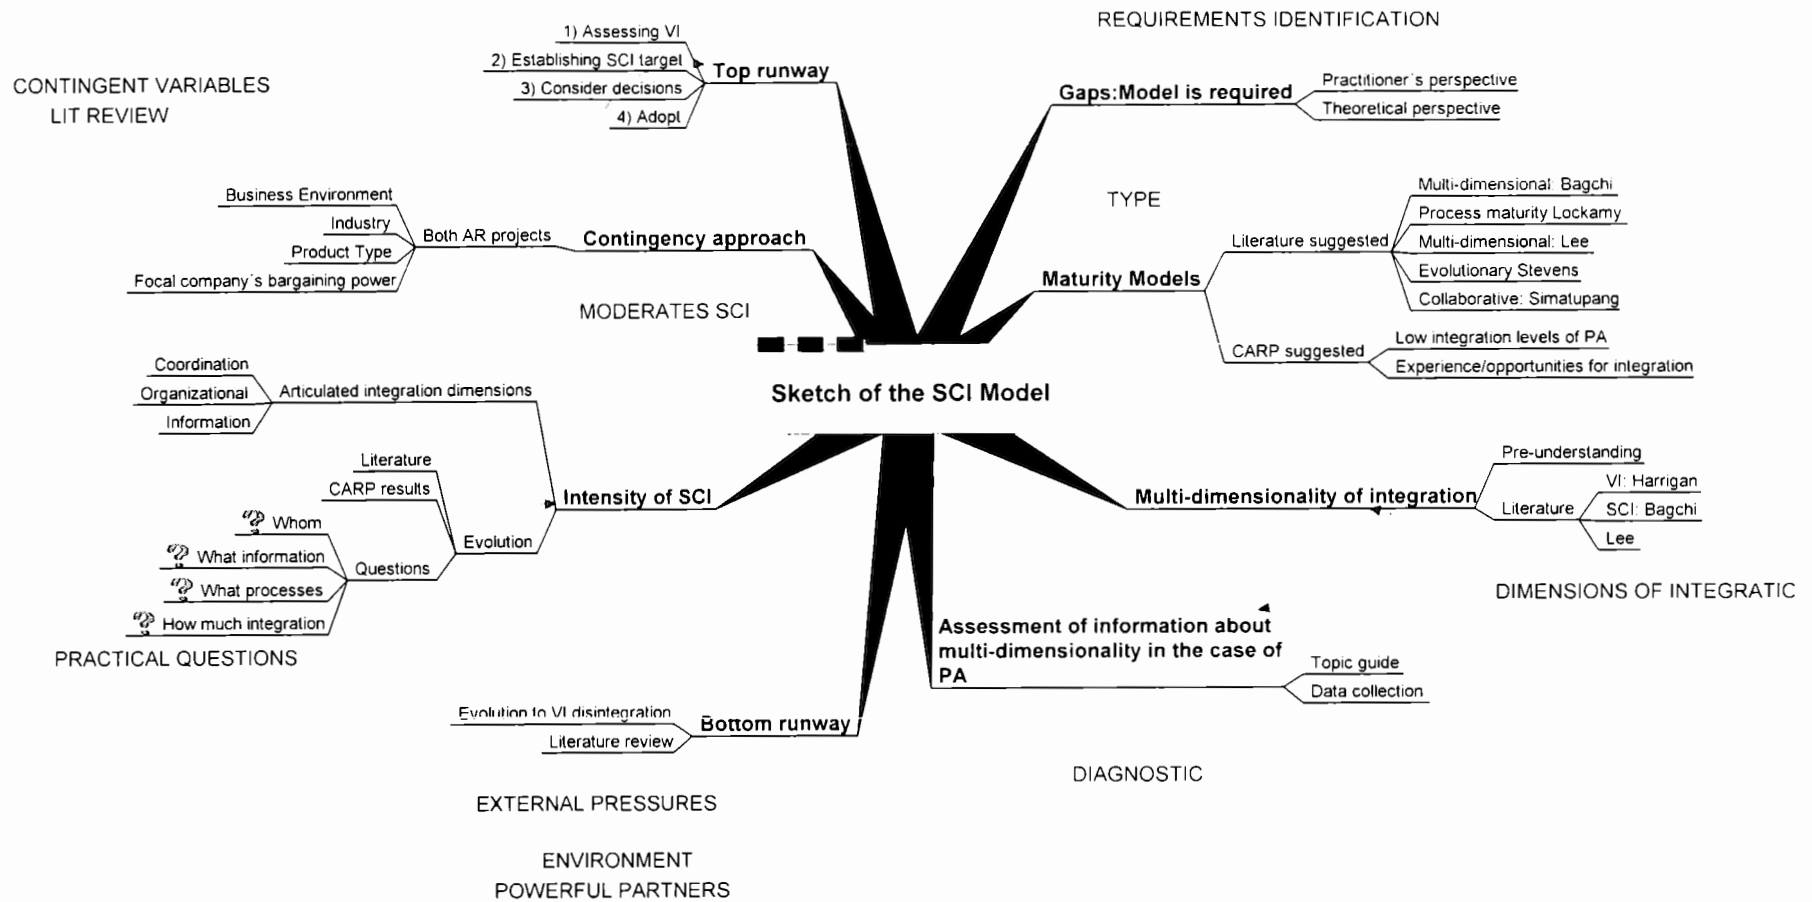 REQUIREMENTS IDENTIFICATION
1) Assessing VI
2) Establishing SCI target
3) Consider decisions
4) Adopt
Top runway
CONTINGENT VARIABLES
LIT REVIEW
Gaps:Model is required
Practitioner's perspective
Theoretical perspective
Business Environment
Industry
Product Type
Focal company's bargaining power
Both AR projects
Contingency approach
MODERATES SCI
TYPE
Maturity Models
Literature suggested
Multi-dimensional: Bagchi
Process maturity Lockamy
Multi-dimensional: Lee
Evolutionary Stevens
Collaborative: Simatupang
CARP suggested
Low integration levels of PA
Experience/opportunities for integration
Sketch of the SCI Model
Coordination
Organizational
Information
Articulated integration dimensions
Intensity of SCI
Literature
CARP results
Evolution
Questions
Whom
What information
What processes
How much integration
PRACTICAL QUESTIONS
Multi-dimensionality of integration
Pre-understanding
Literature
VI: Harrigan
SCI: Bagchi
Lee
DIMENSIONS OF INTEGRATIC
Assessment of information about
multi-dimensionality in the case of
PA
Topic guide
Data collection
Evolution to VI disintegration
Literature review
Bottom runway
DIAGNOSTIC
EXTERNAL PRESSURES
ENVIRONMENT
POWERFUL PARTNERS